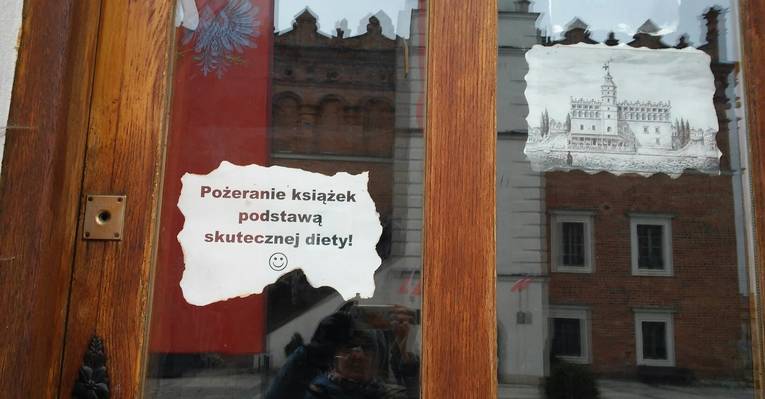 Pożeranie książek
podstawą
skutecznej diety!